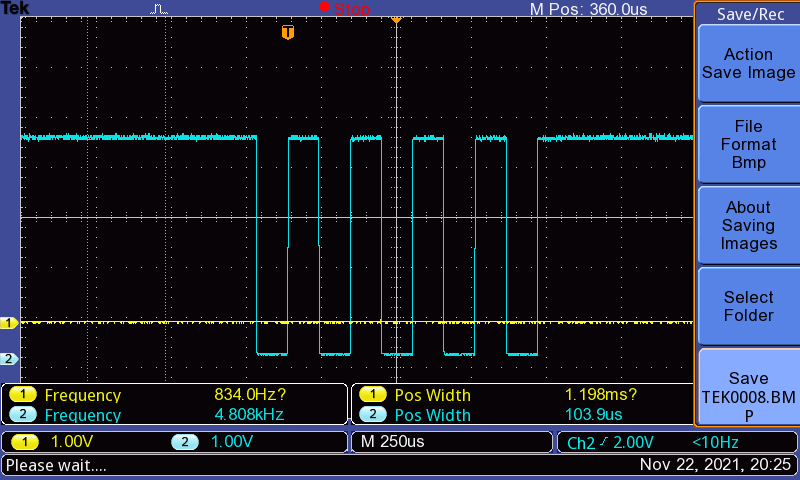 Tek
Stop
M Pos: 360.0us
T
Save/Rec
Action
Save Image
File
Format
Bmp
About
Saving
Images
Select
Folder
Save
TEK0008.BM
P
1
2
1 Frequency 834.0Hz?
2 Frequency 4.808kHz
1 Pos Width 1.198ms?
2 Pos Width 103.9us
1 1.00V 2 1.00V
M 250us
Ch2 2.00V <10Hz
Please wait....
Nov 22, 2021, 20:25